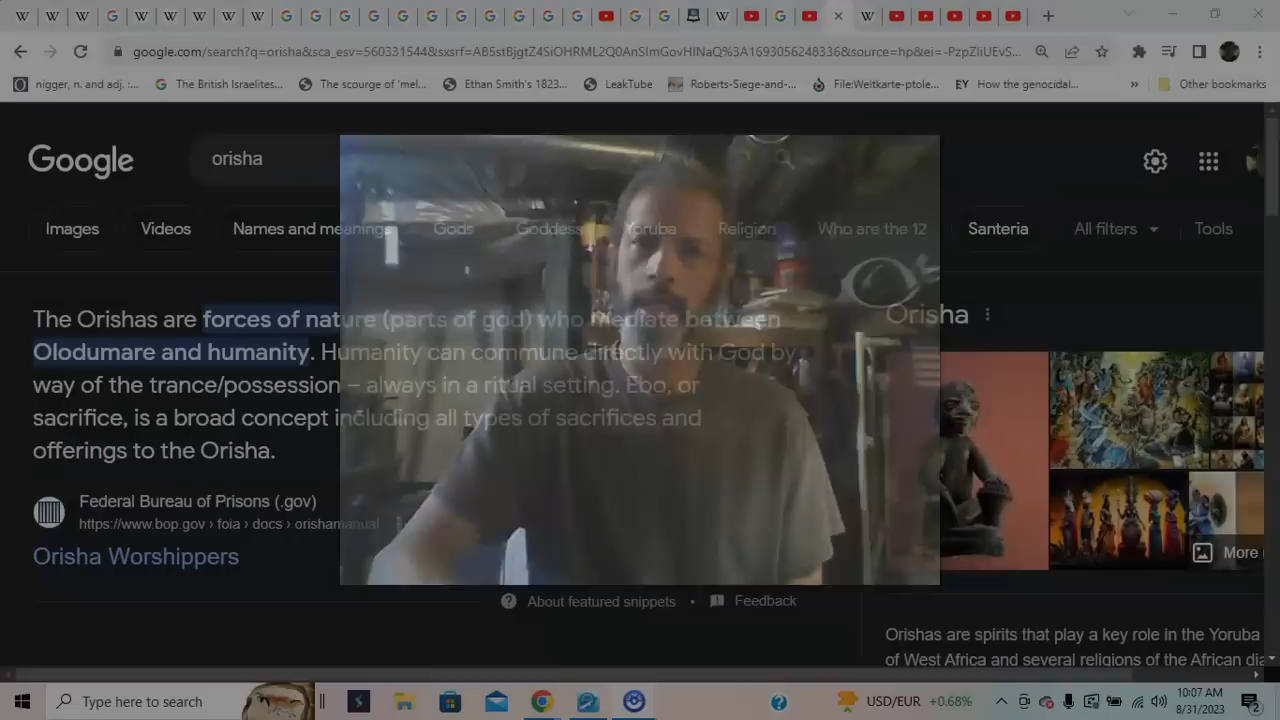 google.com/search?q=orisha&sca_esv=560331544&sxsrf=AB5stBjgtZ4SiOHRML2Q0AnSImGovHINaQ%3A1693056248336&source=hp&ei=-PzpZIiUEvS...
nigger, n. and adj. :...
The British Israelites...
The scourge of 'mel...
Ethan Smith's 1823...
LeakTube
Roberts-Siege-and-...
File:Weltkarte-ptole...
EY How the genocidal...
»
Other bookmarks
Google
orisha
Images
Videos
Names and meanings
Gods
Goddess
Yoruba
Religion
Who are the 12
Santeria
All filters
Tools
The Orishas are forces of nature (parts of god) who mediate between
Olodumare and humanity. Humanity can commune directly with God by
way of the trance/possession – always in a ritual setting. Ebo, or
sacrifice, is a broad concept including all types of sacrifices and
offerings to the Orisha.
Federal Bureau of Prisons (.gov)
https://www.bop.gov › foia › docs › orishamanual
Orisha Worshippers
About featured snippets
•
Feedback
Orisha
More
Orishas are spirits that play a key role in the Yoruba
of West Africa and several religions of the African dia
Type here to search
USD/EUR +0.68%
10:07 AM
8/31/2023
2